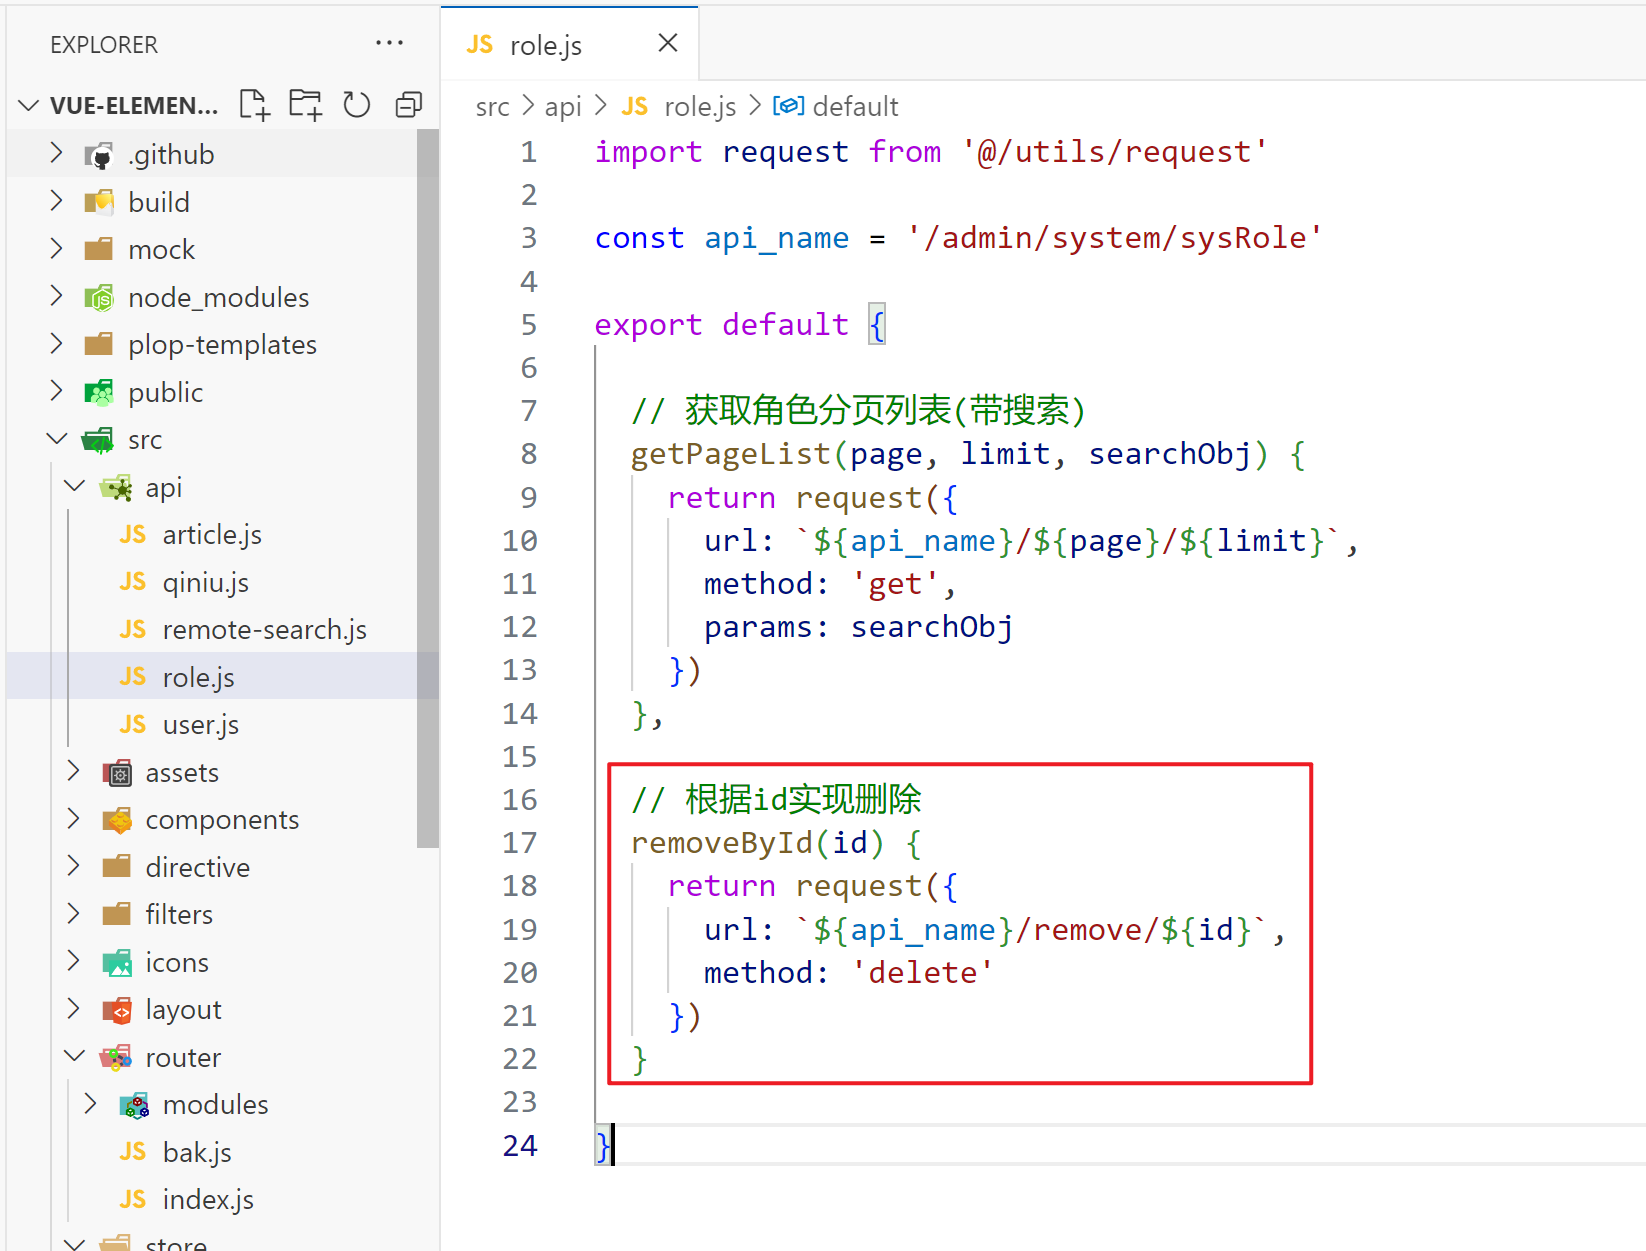 EXPLORER
VUE-ELEMEN...
.github
build
mock
node_modules
plop-templates
public
src
api
JS article.js
JS qiniu.js
JS remote-search.js
JS role.js
JS user.js
assets
components
directive
filters
icons
layout
router
modules
JS bak.js
JS index.js
store
JS role.js
src > api > JS role.js > default
1 import request from '@/utils/request'
2
3 const api_name = '/admin/system/sysRole'
4
5 export default {
6
7 // 获取角色分页列表(带搜索)
8 getPageList(page, limit, searchObj) {
9 return request({
10 url: `${api_name}/${page}/${limit}`,
11 method: 'get',
12 params: searchObj
13 })
14 },
15
16 // 根据id实现删除
17 removeById(id) {
18 return request({
19 url: `${api_name}/remove/${id}`,
20 method: 'delete'
21 })
22 }
23
24 }